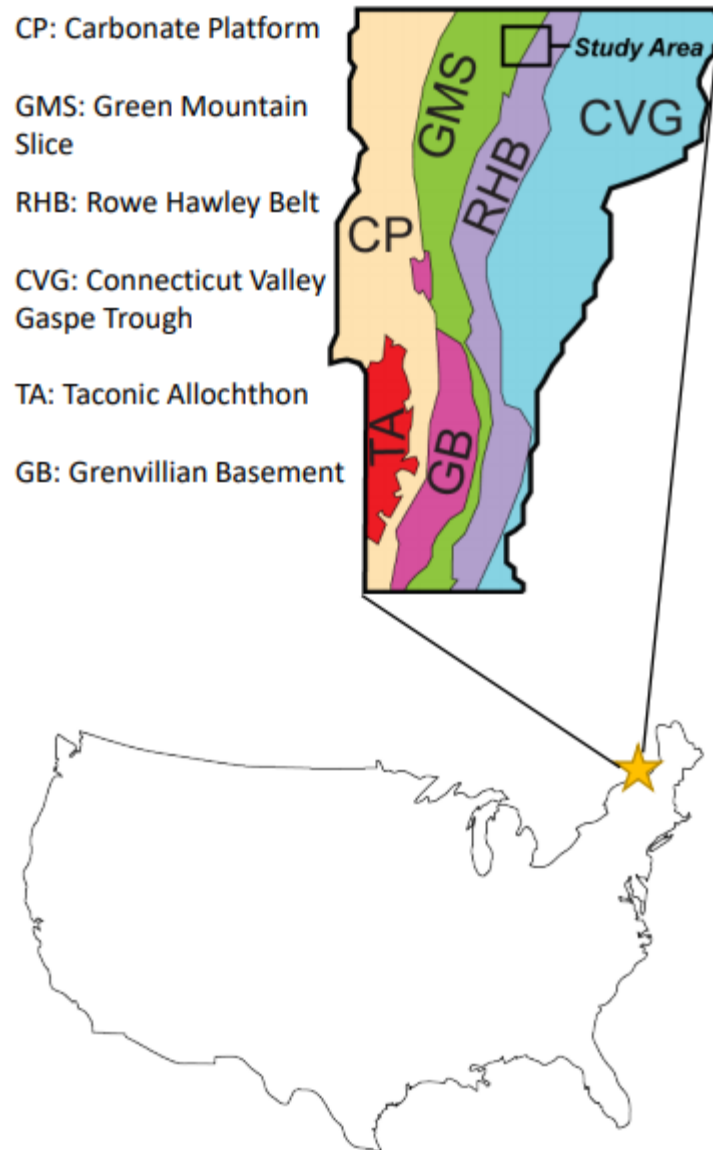 CP: Carbonate Platform
GMS: Green Mountain
Slice
RHB: Rowe Hawley Belt
CVG: Connecticut Valley
Gaspe Trough
TA: Taconic Allochthon
GB: Grenvillian Basement
Study Area
GMS
CVG
RHB
CP
TA
GB